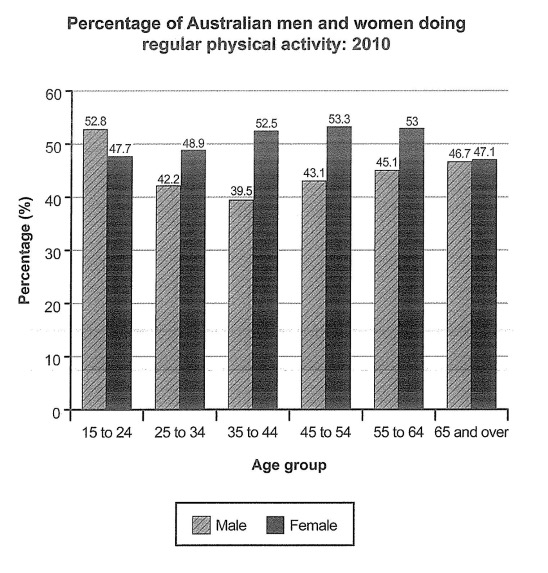 Percentage of Australian men and women doing
regular physical activity: 2010
Percentage (%)
60
50
40
30
20
10
0
52.8
47.7
42.2
48.9
39.5
52.5
43.1
53.3
45.1
53
46.7
47.1
15 to 24
25 to 34
35 to 44
45 to 54
55 to 64
65 and over
Age group
Male
Female